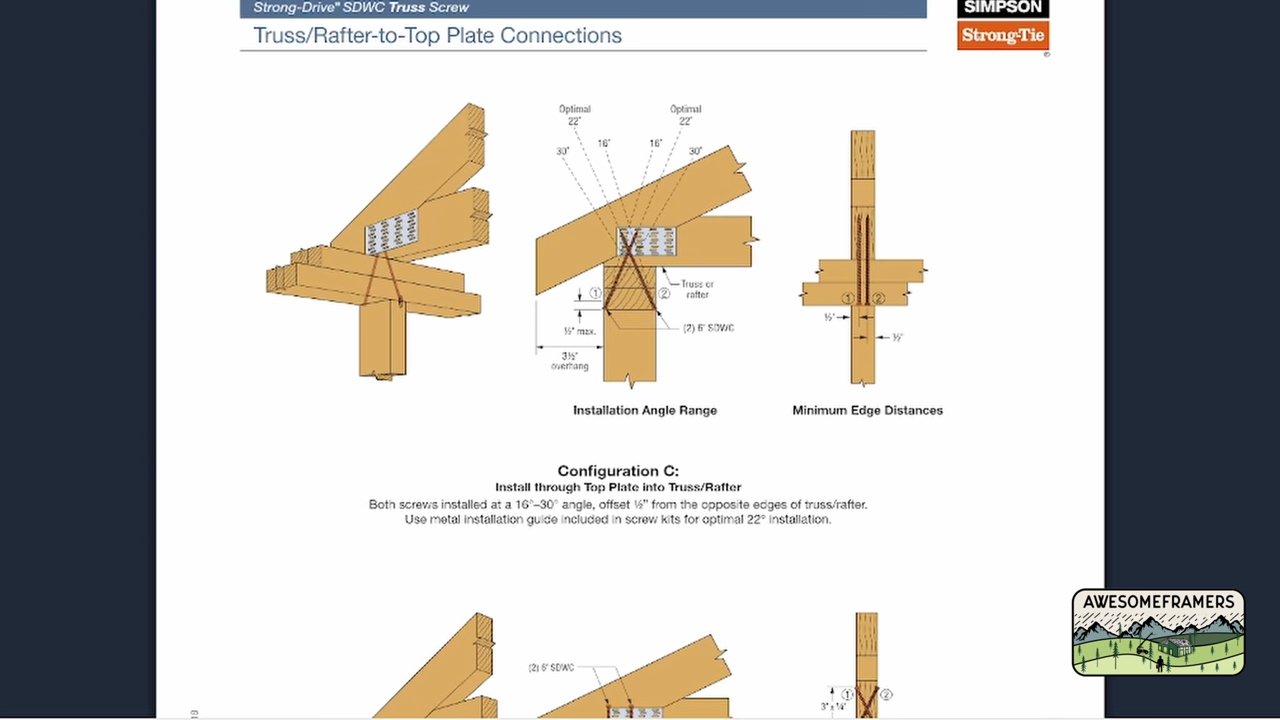 Strong-Drive® SDWC Truss Screw
SIMPSON
Strong-Tie
®
Truss/Rafter-to-Top Plate Connections
Optimal
22°
Optimal
22°
16°
16°
30°
30°
①
②
Truss or
rafter
½" max.
(2) 6" SDWC
3½"
overhang
①
②
½"
½"
Installation Angle Range
Minimum Edge Distances
Configuration C:
Install through Top Plate into Truss/Rafter
Both screws installed at a 16°–30° angle, offset ½" from the opposite edges of truss/rafter.
Use metal installation guide included in screw kits for optimal 22° installation.
AWESOMEFRAMERS
(2) 6" SDWC
①
②
3" ± ¼"